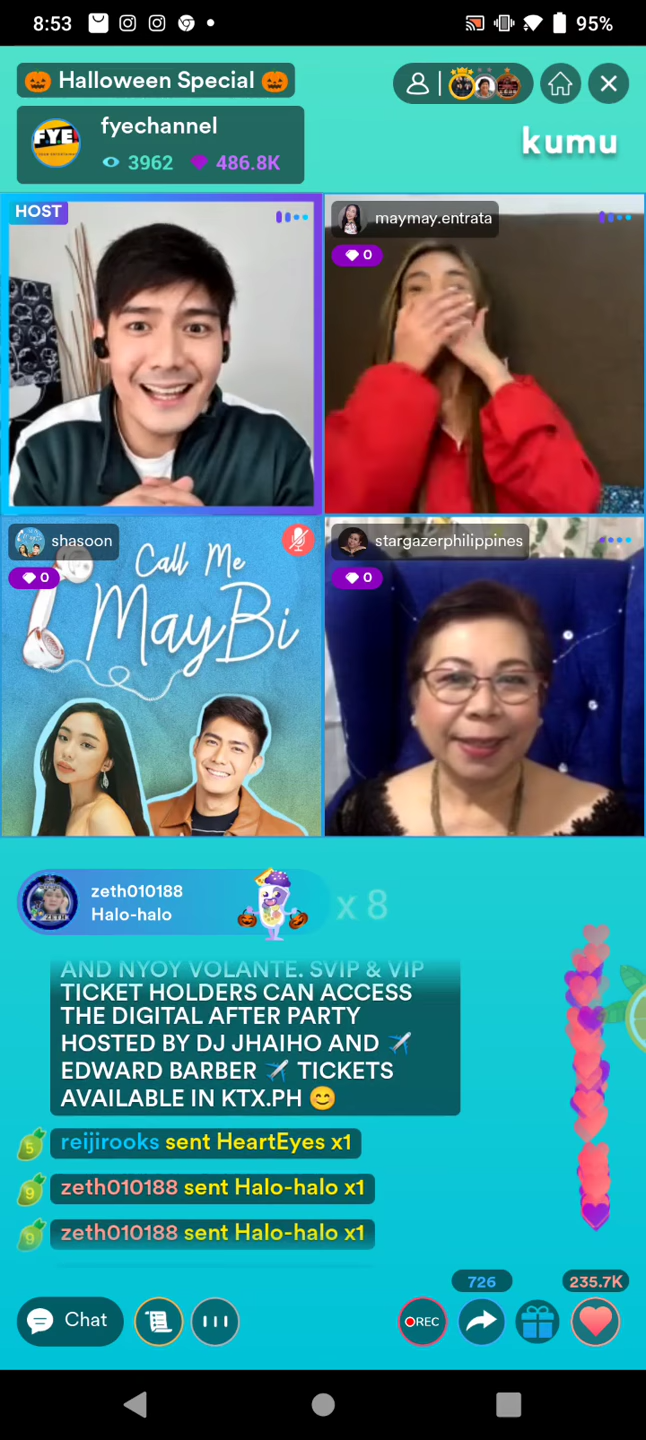 8:53
95%
🎃 Halloween Special 🎃
fyechannel
FYE
3962 486.8K
kumu
HOST
maymay.entrata
0
shasoon
0
Call Me
MayBi
stargazerphilippines
0
zeth010188
Halo-halo
x 8
ZETH
AND NYOY VOLANTE. SVIP & VIP
TICKET HOLDERS CAN ACCESS
THE DIGITAL AFTER PARTY
HOSTED BY DJ JHAIHO AND ✈️
EDWARD BARBER ✈️ TICKETS
AVAILABLE IN KTX.PH 😊
5 reijirooks sent HeartEyes x1
9 zeth010188 sent Halo-halo x1
9 zeth010188 sent Halo-halo x1
726
235.7K
Chat
REC